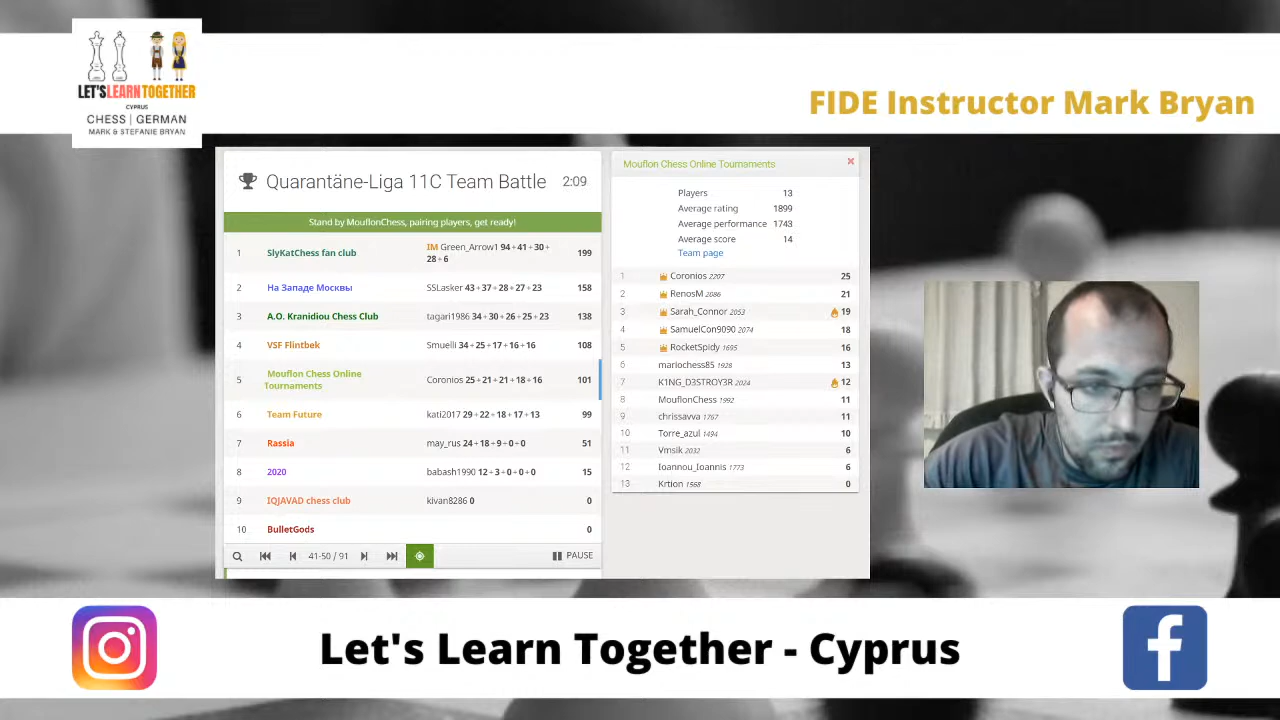 LET'S LEARN TOGETHER
CYPRUS
CHESS | GERMAN
MARK & STEFANIE BRYAN
FIDE Instructor Mark Bryan
Quarantäne-Liga 11C Team Battle 2:09
Stand by MouflonChess, pairing players, get ready!
1 SlyKatChess fan club IM Green_Arrow1 94+41+30+
28+6 199
2 На Западе Москвы SSLasker 43+37+28+27+23 158
3 A.O. Kranidiou Chess Club tagari1986 34+30+26+25+23 138
4 VSF Flintbek Smuelli 34+25+17+16+16 108
5 Mouflon Chess Online
Tournaments Coronios 25+21+21+18+16 101
6 Team Future kati2017 29+22+18+17+13 99
7 Rassia may_rus 24+18+9+0+0 51
8 2020 babash1990 12+3+0+0+0 15
9 IQJAVAD chess club kivan8286 0 0
10 BulletGods 0
41-50 / 91 PAUSE
Mouflon Chess Online Tournaments
Players 13
Average rating 1899
Average performance 1743
Average score 14
Team page
1 Coronios 2207 25
2 RenosM 2086 21
3 Sarah_Connor 2053 19
4 SamuelCon9090 2074 18
5 RocketSpidy 1695 16
6 mariochess85 1928 13
7 K1NG_D3STROY3R 2024 12
8 MouflonChess 1992 11
9 chrissavva 1767 11
10 Torre_azul 1494 10
11 Vmsik 2032 6
12 Ioannou_Ioannis 1773 6
13 Krtion 1568 0
Let's Learn Together - Cyprus